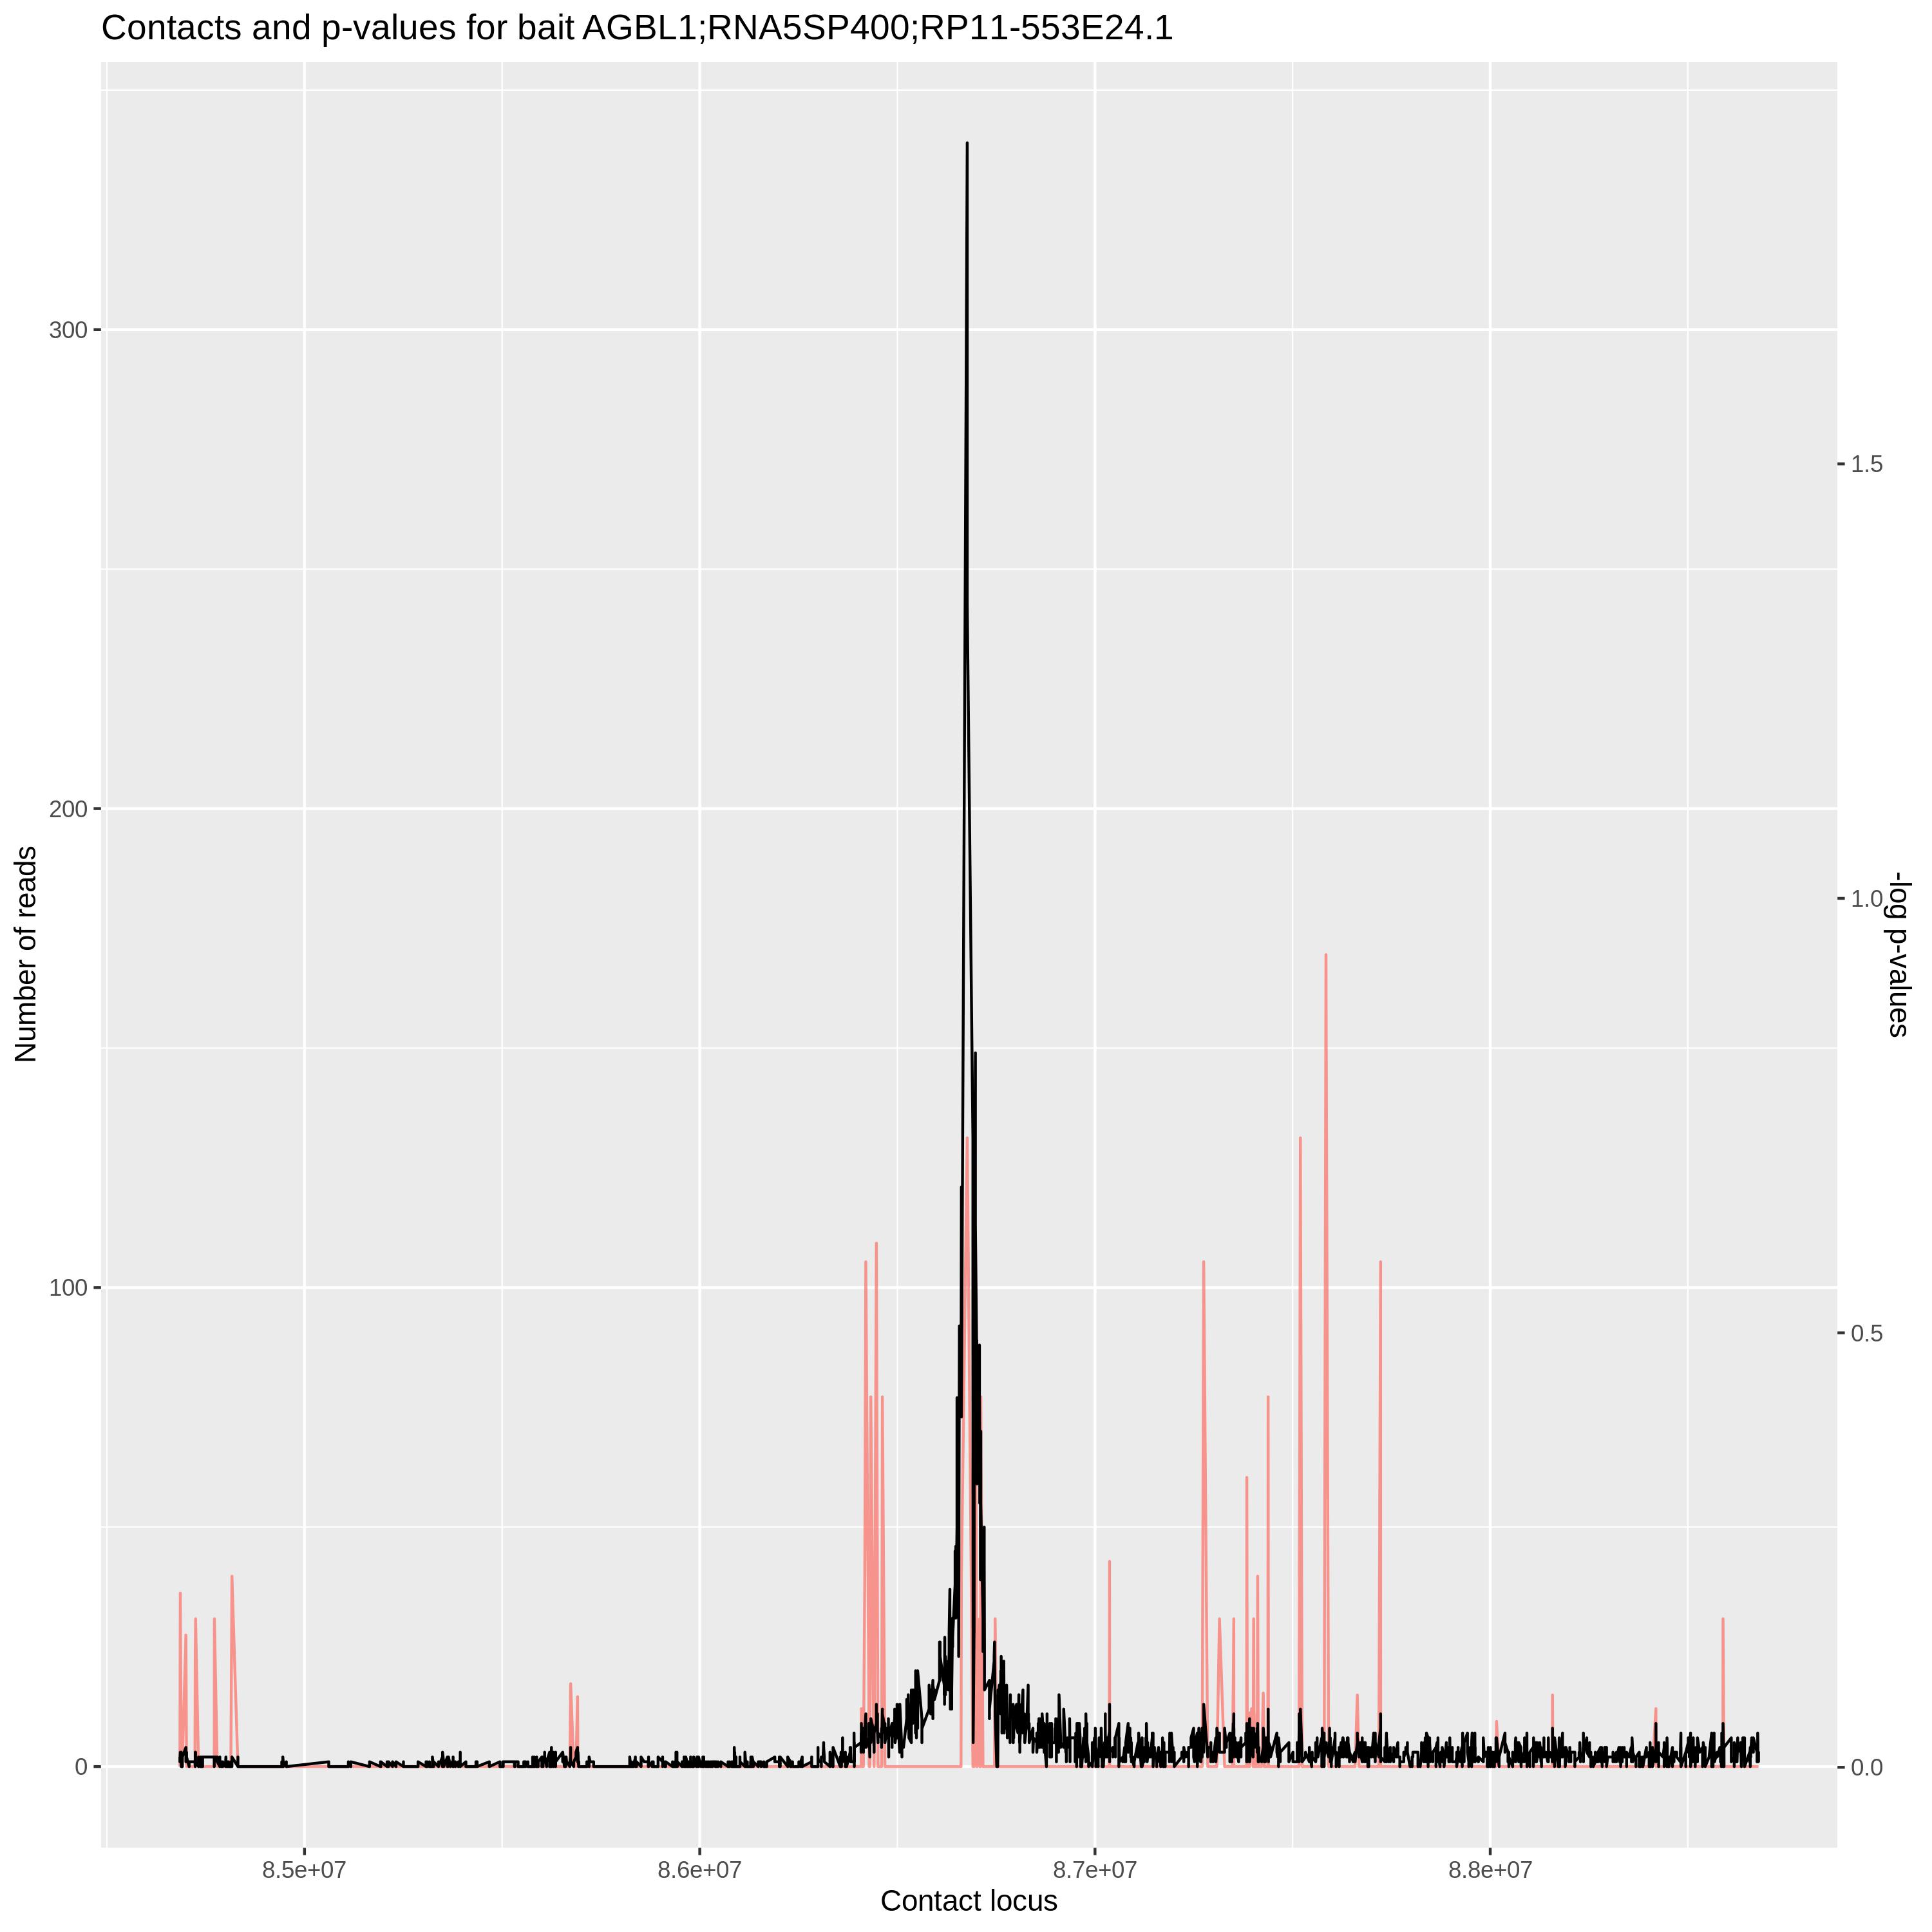 Contacts and p-values for bait AGBL1;RNA5SP400;RP11-553E24.1
300
200
100
0
Number of reads
1.5
1.0
0.5
0.0
-log p-values
8.5e+07
8.6e+07
8.7e+07
8.8e+07
Contact locus